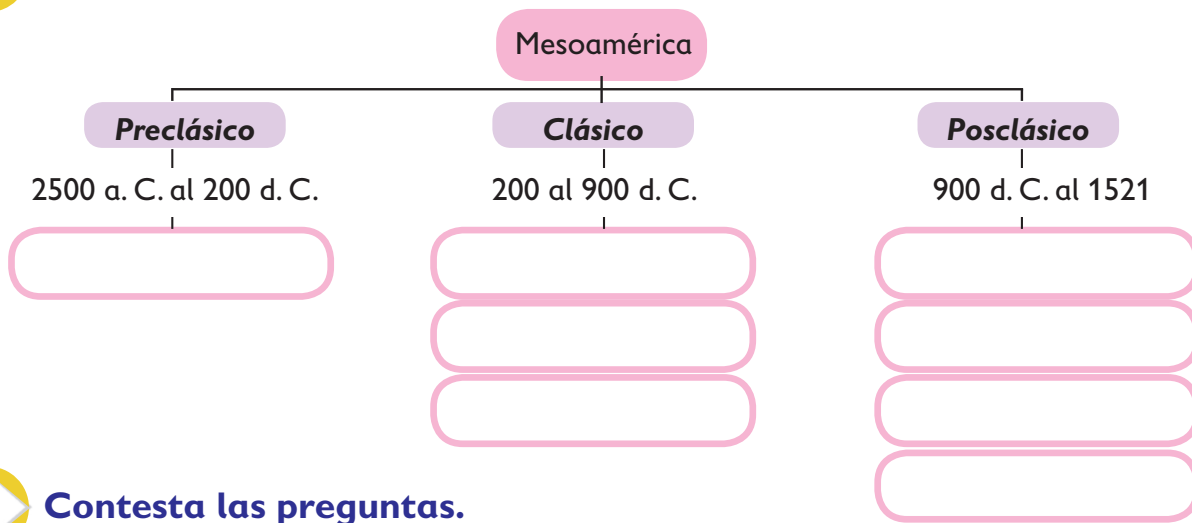 Mesoamérica
Preclásico
Clásico
Posclásico
2500 a. C. al 200 d. C.
200 al 900 d. C.
900 d. C. al 1521
Contesta las preguntas.